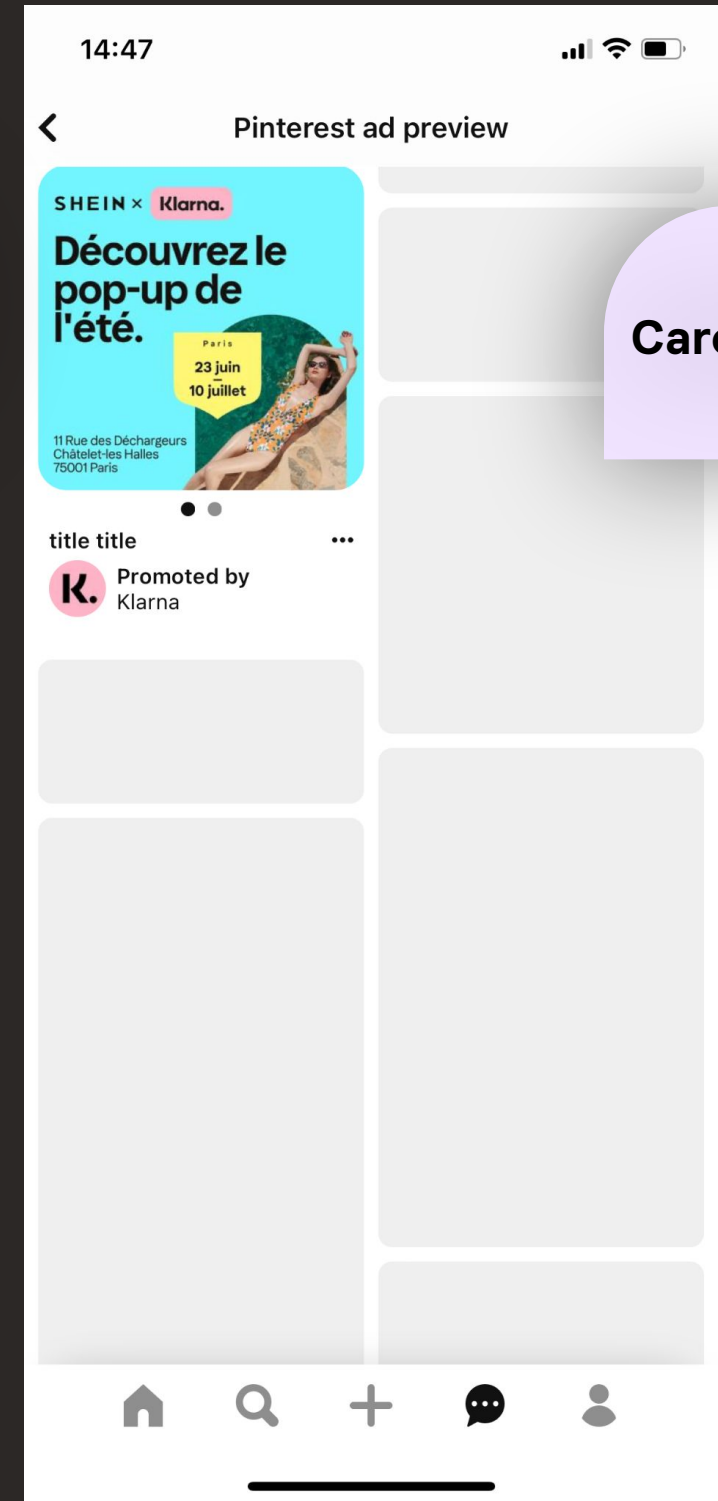 14:47
Pinterest ad preview
SHEIN × Klarna.
Découvrez le
pop-up de
l'été.
Paris
23 juin
–
10 juillet
11 Rue des Déchargeurs
Châtelet-les Halles
75001 Paris
title title
K.
Promoted by
Klarna